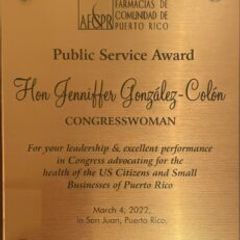 AFCPR
FARMACIAS DE
COMUNIDAD DE
PUERTO RICO
Public Service Award
Hon Jenniffer González-Colón
CONGRESSWOMAN
For your leadership & excellent performance
in Congress advocating for the
health of the US Citizens and Small
Businesses of Puerto Rico
March 4, 2022,
in San Juan, Puerto Rico.